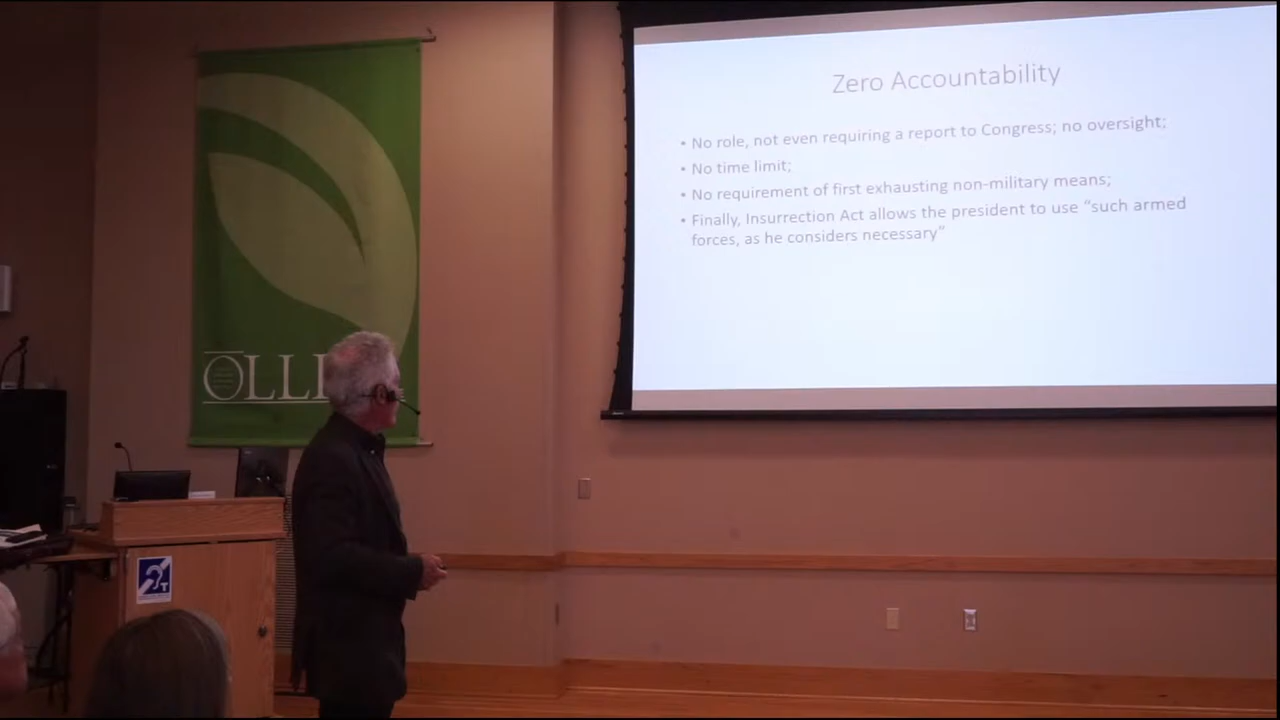 Zero Accountability
• No role, not even requiring a report to Congress; no oversight;
• No time limit;
• No requirement of first exhausting non-military means;
• Finally, Insurrection Act allows the president to use “such armed
forces, as he considers necessary”
OLLI
T